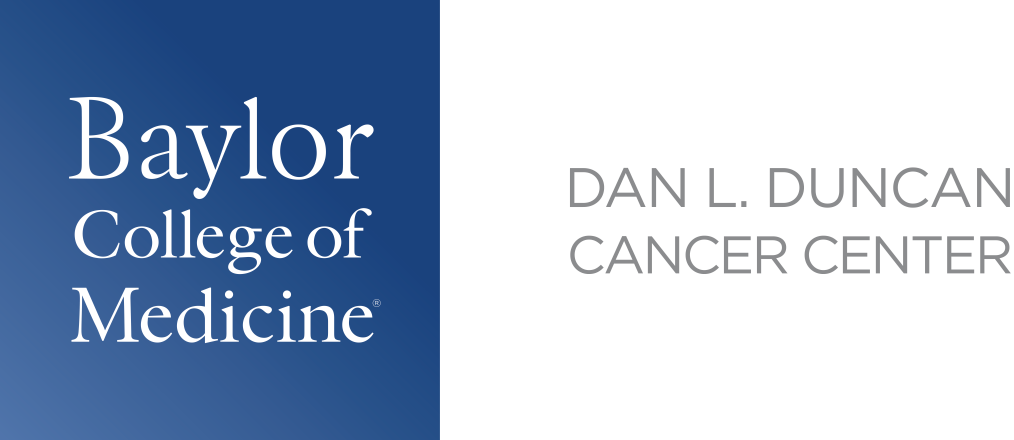 Baylor
College of
Medicine®
DAN L. DUNCAN
CANCER CENTER